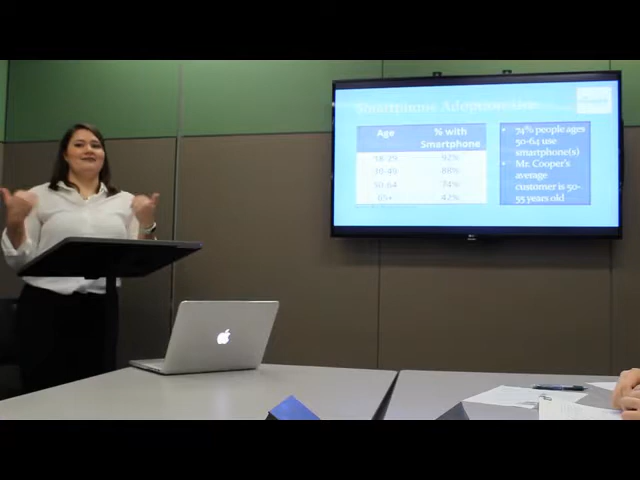 Smartphone Adoption
Age % with Smartphone
18-29 92%
30-49 88%
50-64 74%
65+ 42%
• 74% people ages
50-64 use
smartphone(s)
• Mr. Cooper's
average
customer is 50-
55 years old